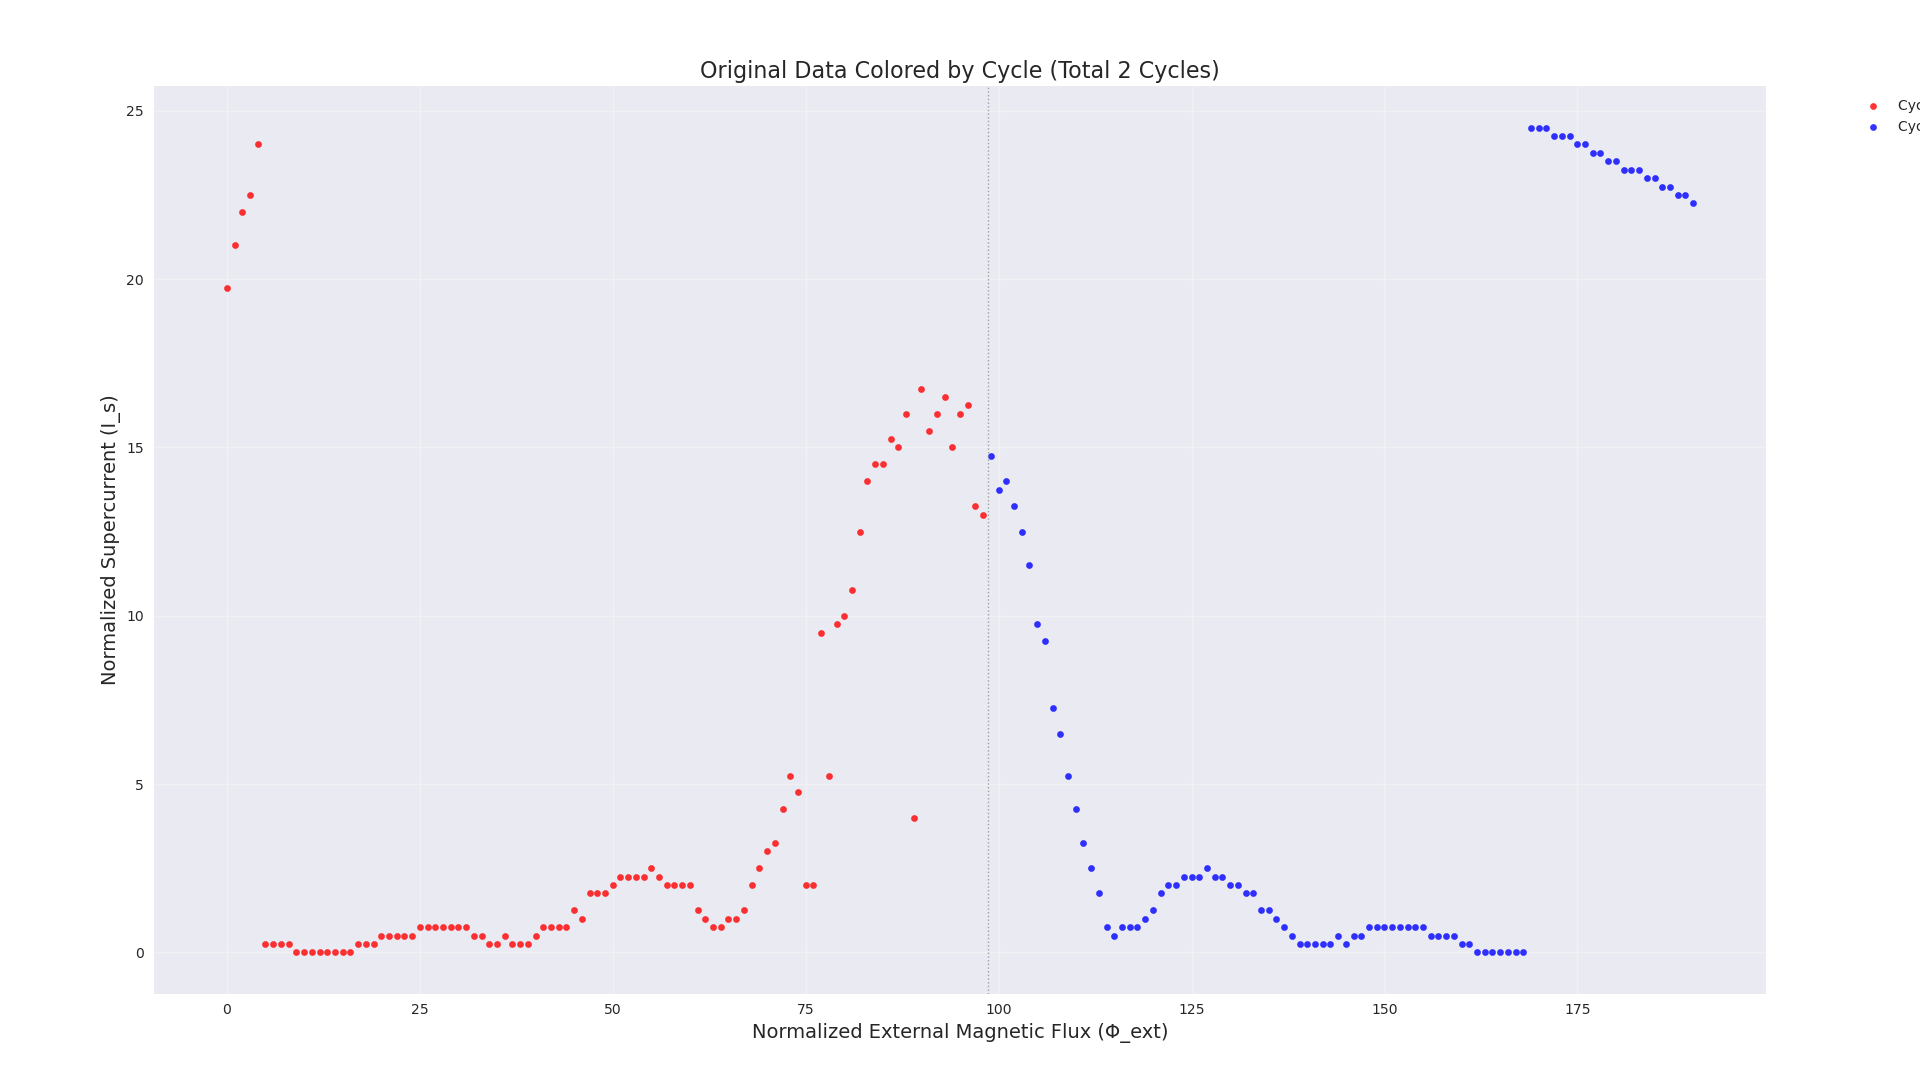 Original Data Colored by Cycle (Total 2 Cycles)
25
20
15
10
5
0
Normalized Supercurrent (I_s)
0 25 50 75 100 125 150 175
Normalized External Magnetic Flux (Φ_ext)
Cyc
Cyc